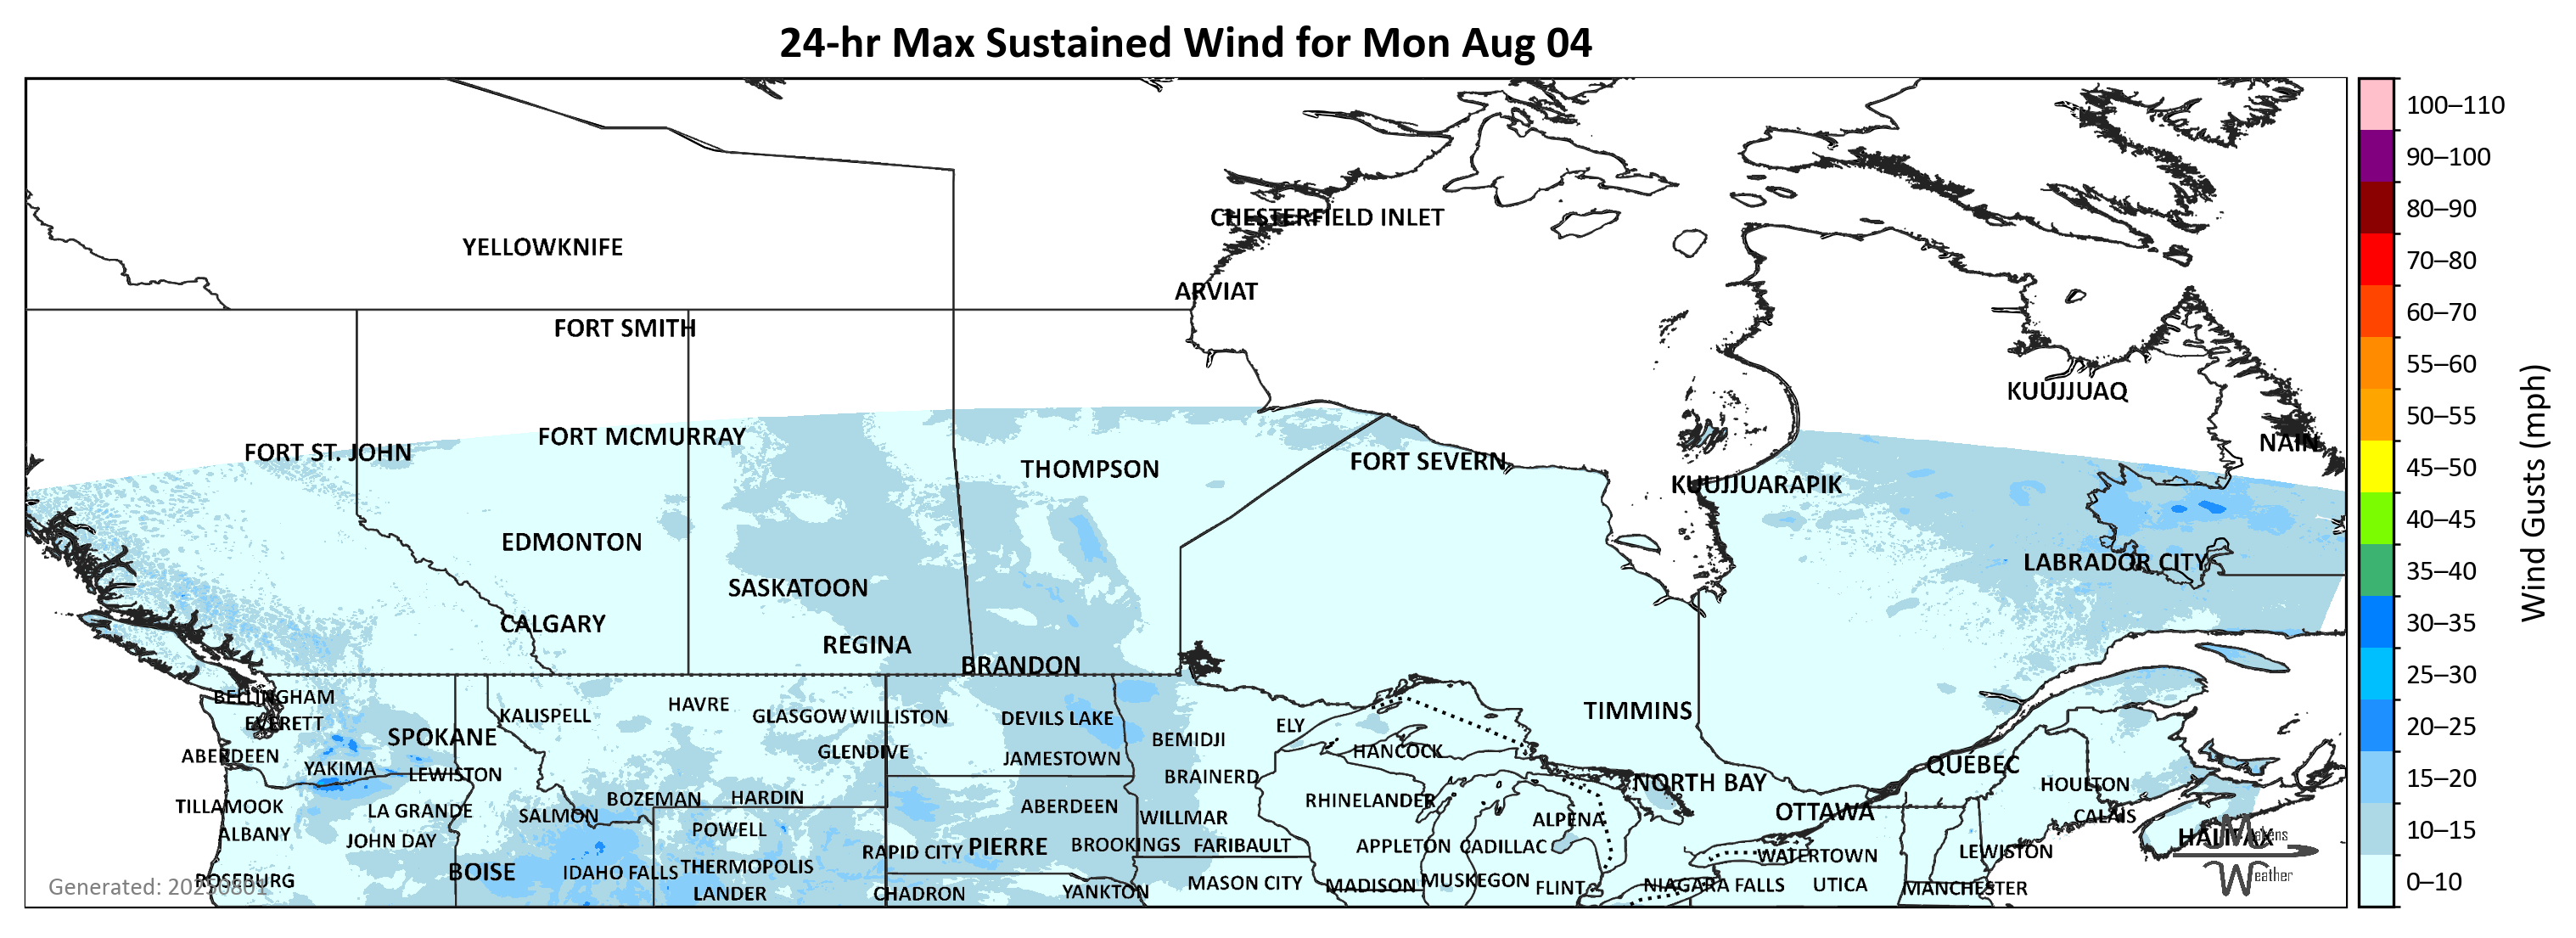 24-hr Max Sustained Wind for Mon Aug 04
CHESTERFIELD INLET
YELLOWKNIFE
ARVIAT
FORT SMITH
KUUJJUAQ
FORT MCMURRAY
NAIN
FORT ST. JOHN
FORT SEVERN
THOMPSON
KUUJJUARAPIK
EDMONTON
LABRADOR CITY
SASKATOON
CALGARY
REGINA
BRANDON
BELLINGHAM
HAVRE
TIMMINS
KALISPELL
GLASGOW
WILLISTON
DEVILS LAKE
EVERETT
ELY
SPOKANE
BEMIDJI
HANCOCK
GLENDIVE
ABERDEEN
JAMESTOWN
QUÉBEC
YAKIMA
LEWISTON
BRAINERD
NORTH BAY
HOULTON
BOZEMAN
HARDIN
RHINELANDER
TILLAMOOK
LA GRANDE
ABERDEEN
OTTAWA
SALMON
WILLMAR
ALPENA
CALAIS
ALBANY
POWELL
HALIFAX
JOHN DAY
PIERRE
BROOKINGS
FARIBAULT
APPLETON
CADILLAC
RAPID CITY
WATERTOWN
LEWISTON
BOISE
IDAHO FALLS
THERMOPOLIS
ROSEBURG
MASON CITY
MADISON
MUSKEGON
FLINT
NIAGARA FALLS
UTICA
MANCHESTER
LANDER
CHADRON
YANKTON
Generated: 20250801
Makens
Weather
100–110
90–100
80–90
70–80
60–70
55–60
50–55
45–50
40–45
35–40
30–35
25–30
20–25
15–20
10–15
0–10
Wind Gusts (mph)